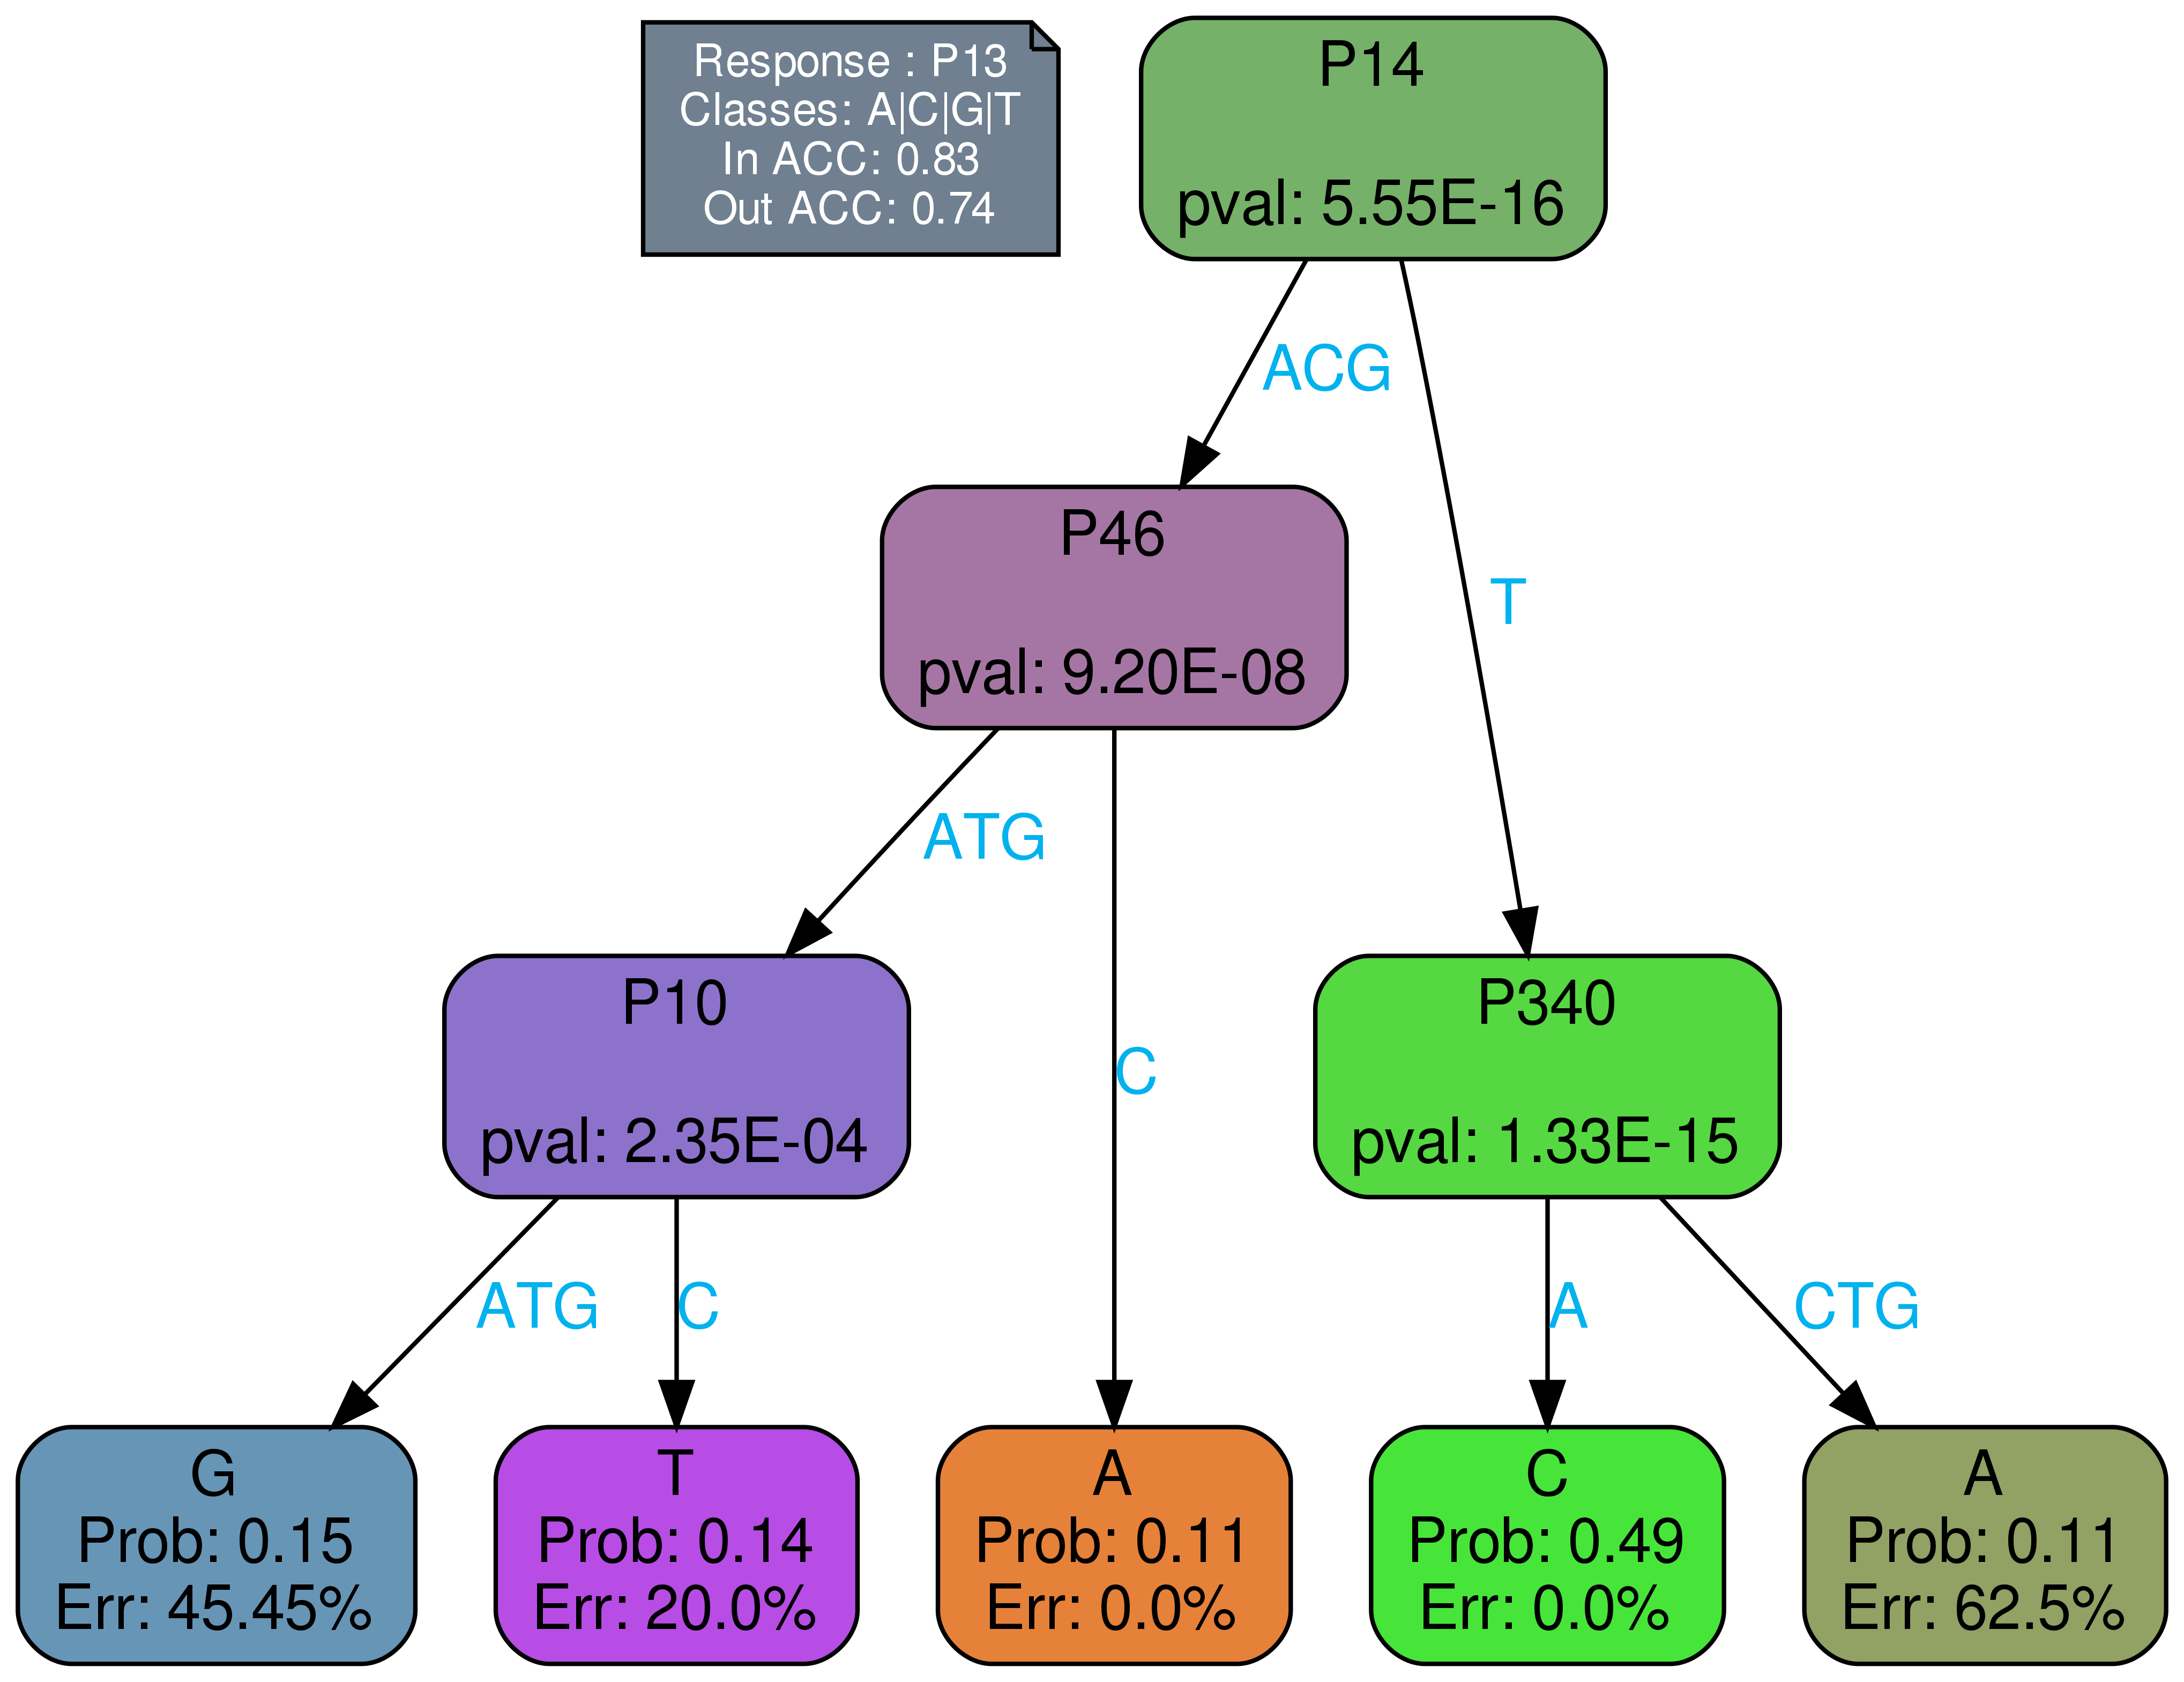 Response : P13
Classes: A|C|G|T
In ACC: 0.83
Out ACC: 0.74
P14
pval: 5.55E-16
ACG
T
P46
pval: 9.20E-08
ATG
C
P10
pval: 2.35E-04
P340
pval: 1.33E-15
ATG
C
A
CTG
G
Prob: 0.15
Err: 45.45%
T
Prob: 0.14
Err: 20.0%
A
Prob: 0.11
Err: 0.0%
C
Prob: 0.49
Err: 0.0%
A
Prob: 0.11
Err: 62.5%